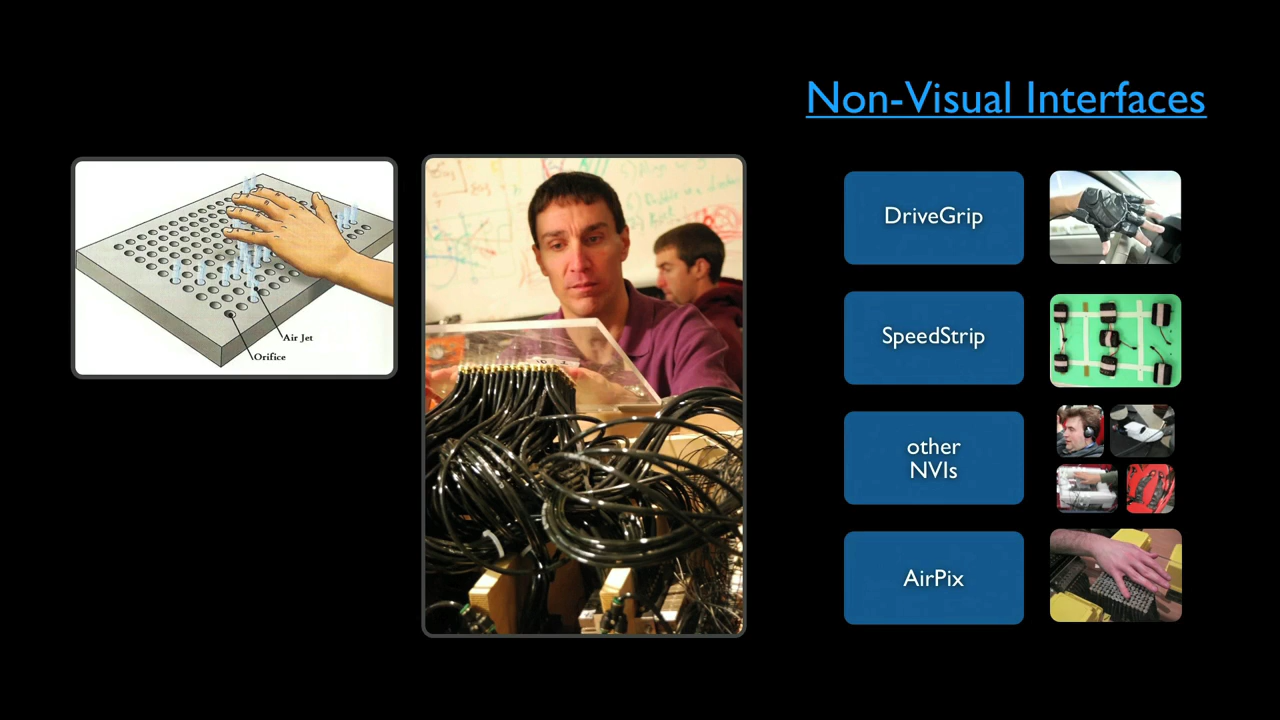 Non-Visual Interfaces
Air Jet
Orifice
DriveGrip
SpeedStrip
other
NVIs
AirPix